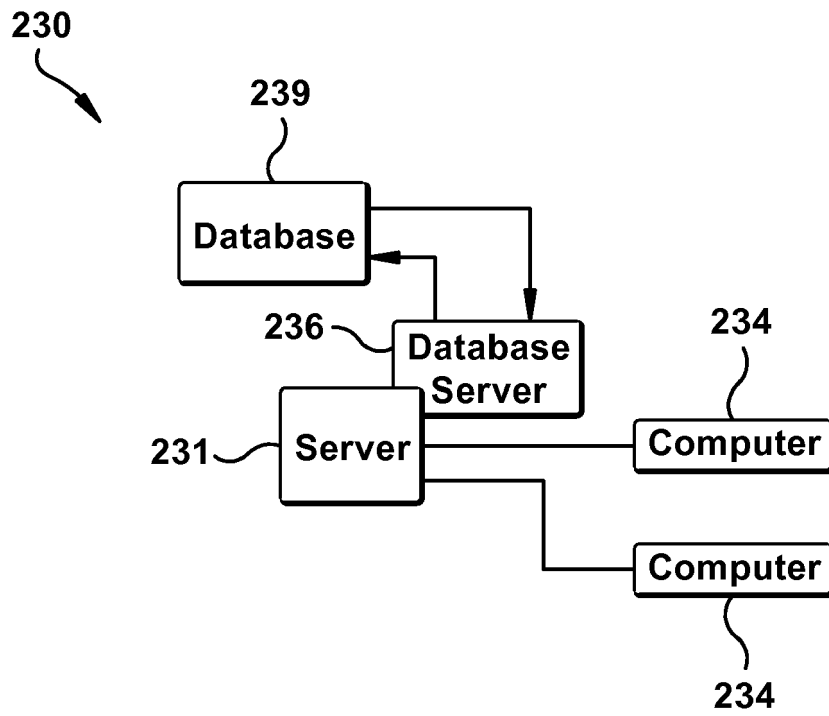 230
239
Database
236
Database
Server
234
231
Server
Computer
Computer
234